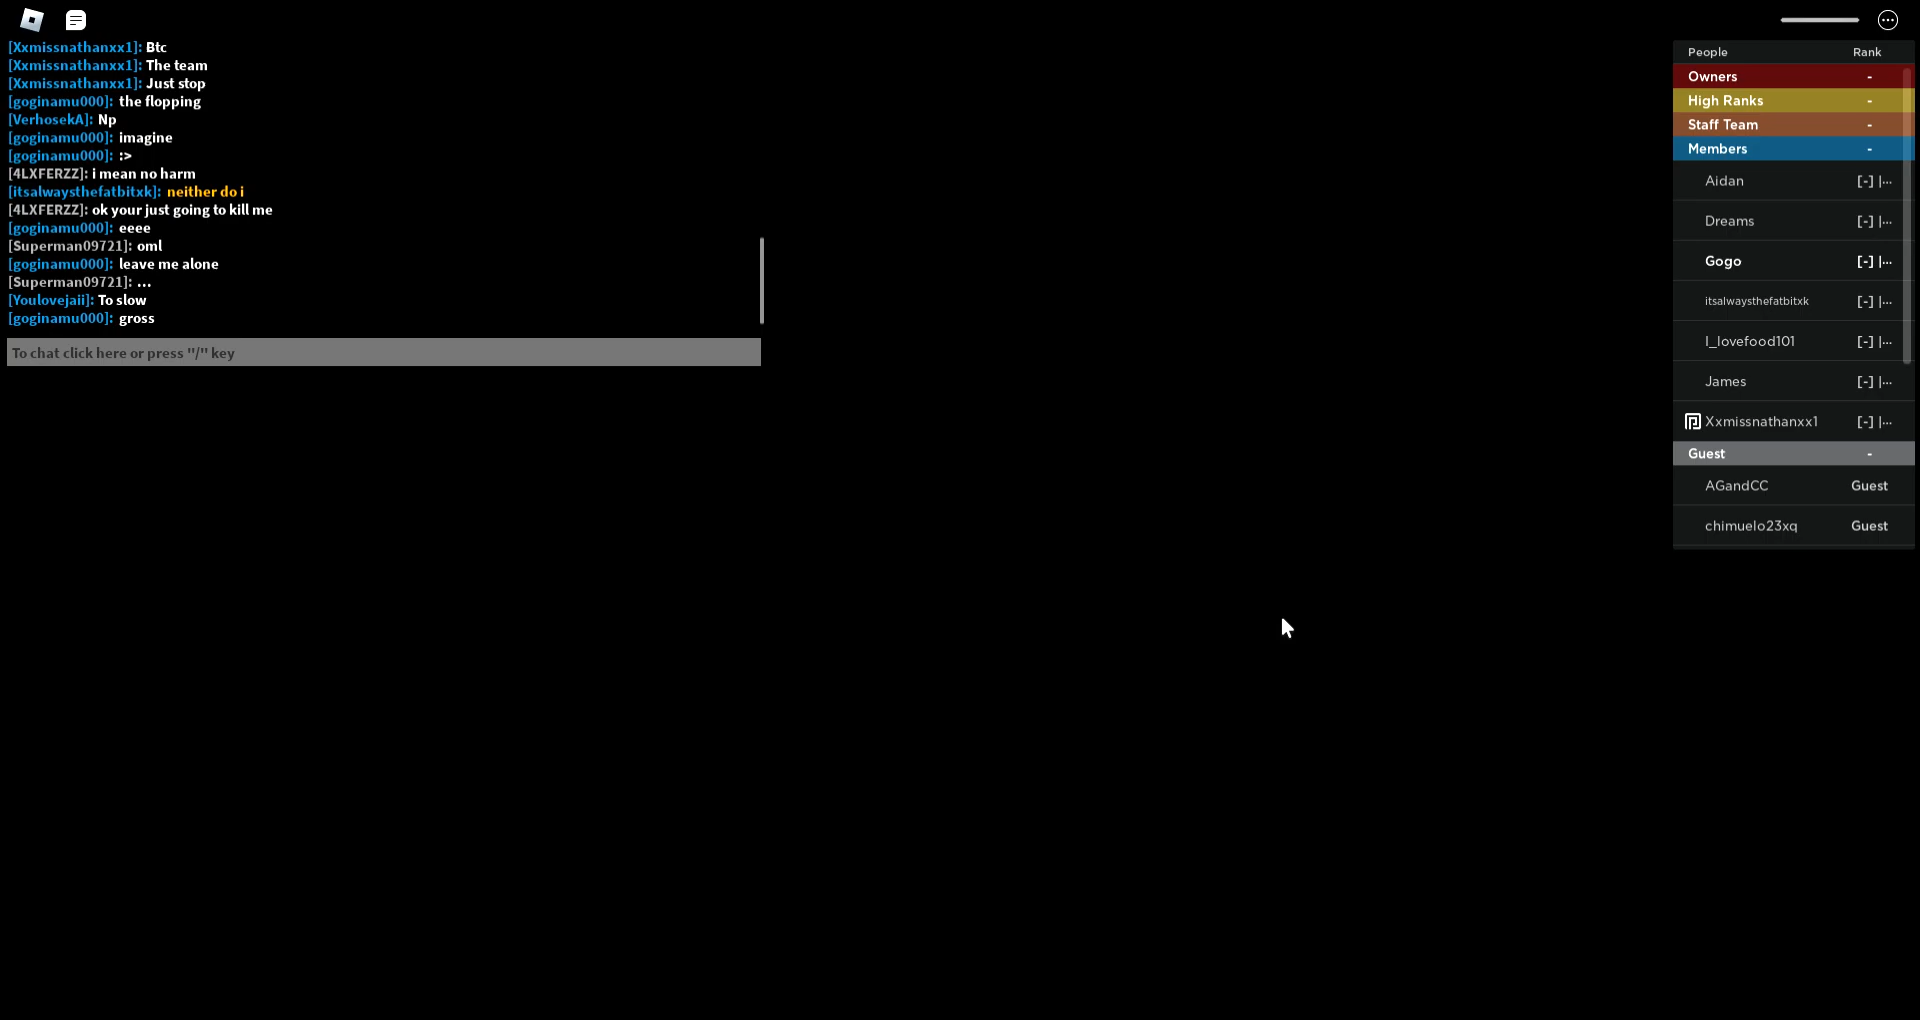 [Xxmissnathanxx1]: Btc
[Xxmissnathanxx1]: The team
[Xxmissnathanxx1]: Just stop
[goginamu000]: the flopping
[VerhosekA]: Np
[goginamu000]: imagine
[goginamu000]: :>
[4LXFERZZ]: i mean no harm
[itsalwaysthefatbitxk]: neither do i
[4LXFERZZ]: ok your just going to kill me
[goginamu000]: eeee
[Superman09721]: oml
[goginamu000]: leave me alone
[Superman09721]: ...
[Youlovejaii]: To slow
[goginamu000]: gross
To chat click here or press "/" key
People Rank
Owners -
High Ranks -
Staff Team -
Members -
Aidan [-] |...
Dreams [-] |...
Gogo [-] |...
itsalwaysthefatbitxk [-] |...
I_lovefood101 [-] |...
James [-] |...
Xxmissnathanxx1 [-] |...
Guest -
AGandCC Guest
chimuelo23xq Guest